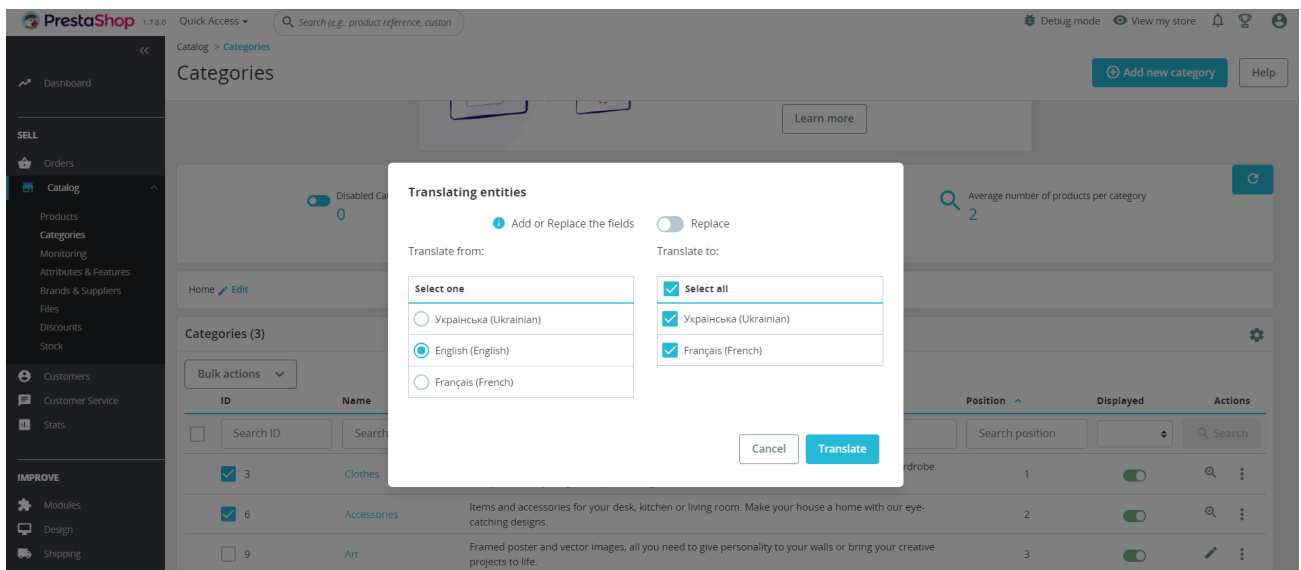 PrestaShop 1.7.8.0 Quick Access Search (e.g.: product reference, custon Debug mode View my store
Catalog > Categories
Categories
Add new category Help
Dashboard
Learn more
SELL
Orders
Catalog
Products
Categories
Monitoring
Attributes & Features
Brands & Suppliers
Files
Discounts
Stock
Customers
Customer Service
Stats
IMPROVE
Modules
Design
Shipping
Disabled Ca
0
Average number of products per category
2
Translating entities
Add or Replace the fields Replace
Translate from: Translate to:
Select one Select all
Українська (Ukrainian) Українська (Ukrainian)
English (English) Français (French)
Français (French)
Cancel Translate
Home Edit
Categories (3)
Bulk actions
ID Name Position Displayed Actions
Search ID Search Search position Search
3 Clothes rdrobe. 1
6 Accessories Items and accessories for your desk, kitchen or living room. Make your house a home with our eye-
catching designs. 2
9 Art Framed poster and vector images, all you need to give personality to your walls or bring your creative
projects to life. 3